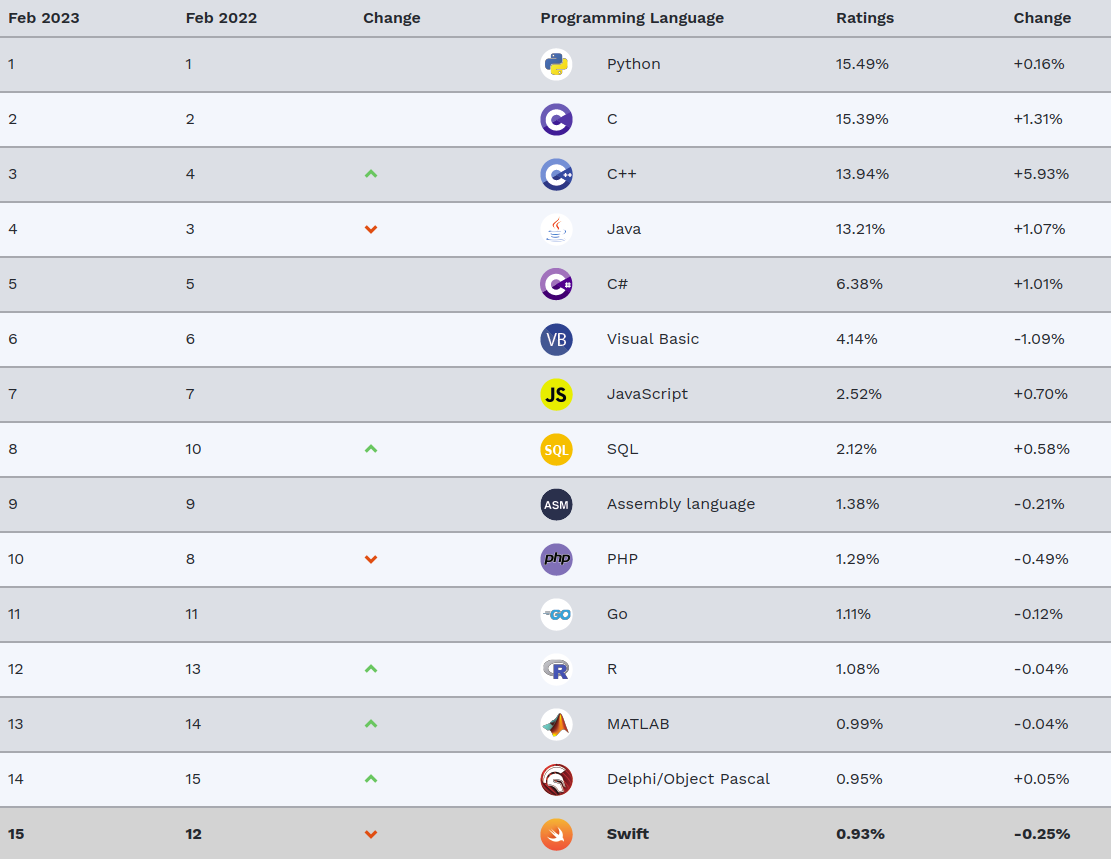 Feb 2023 Feb 2022 Change Programming Language Ratings Change
1 1 Python 15.49% +0.16%
2 2 C C 15.39% +1.31%
3 4 C++ C++ 13.94% +5.93%
4 3 Java 13.21% +1.07%
5 5 C# C# 6.38% +1.01%
6 6 VB Visual Basic 4.14% -1.09%
7 7 JS JavaScript 2.52% +0.70%
8 10 SQL SQL 2.12% +0.58%
9 9 ASM Assembly language 1.38% -0.21%
10 8 php PHP 1.29% -0.49%
11 11 GO Go 1.11% -0.12%
12 13 R R 1.08% -0.04%
13 14 MATLAB 0.99% -0.04%
14 15 Delphi/Object Pascal 0.95% +0.05%
15 12 Swift 0.93% -0.25%